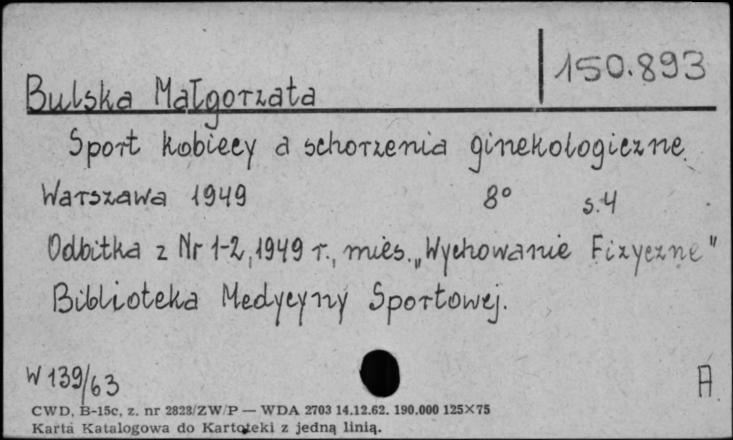 150.893
Bulska Małgorzata
Sport kobiecy a schorzenia ginekologiczne.
Warszawa 1949 8° s.4
Odbitka z Nr 1-2, 1949 r., mies. „Wychowanie Fizyczne"
Biblioteka Medycyny Sportowej.
W 139/63 A
CWD, B-15c, z. nr 2828/ZW/P — WDA 2703 14.12.62. 190.000 125×75
Karta Katalogowa do Kartoteki z jedną linią.